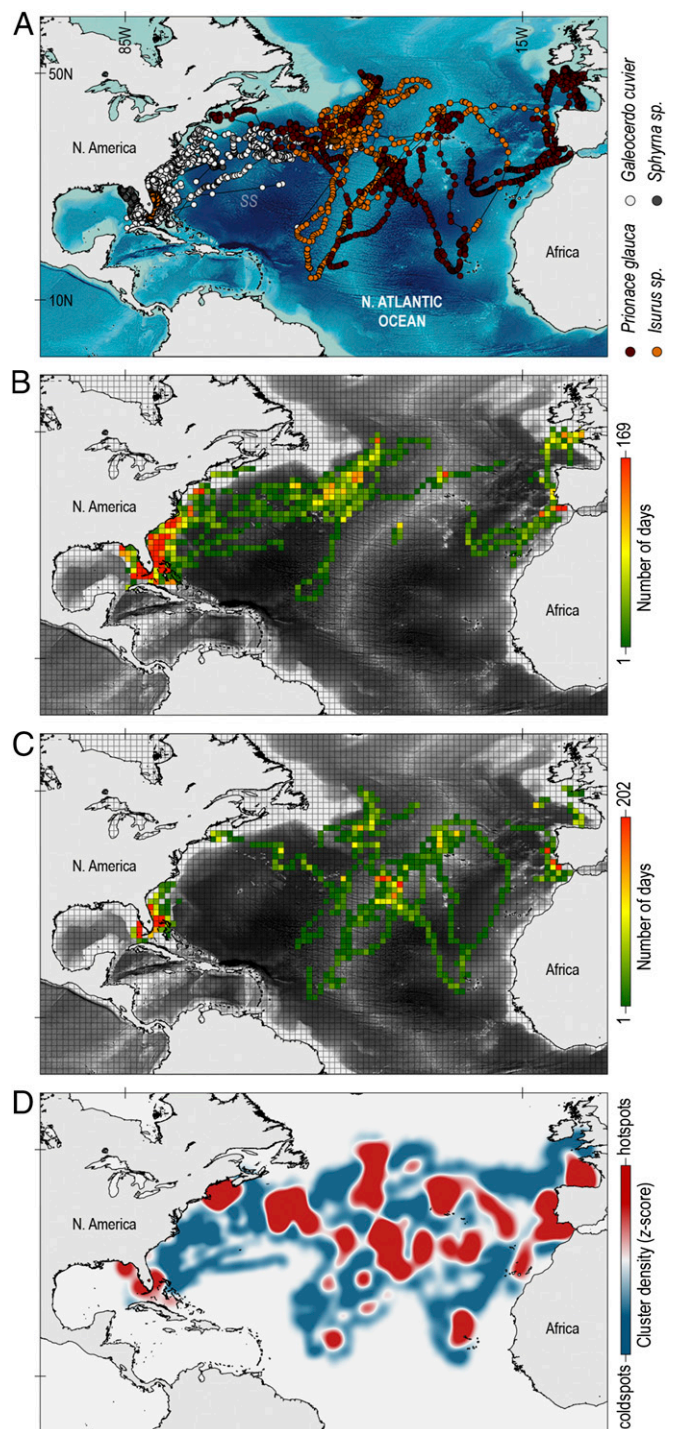 A
85W
15W
50N
N. America
SS
10N
N. ATLANTIC
OCEAN
Africa
Prionace glauca
Isurus sp.
Galeocerdo cuvier
Sphyrna sp.
B
N. America
Africa
1
Number of days
169
C
N. America
Africa
1
Number of days
202
D
N. America
Africa
coldspots
Cluster density (z-score)
hotspots